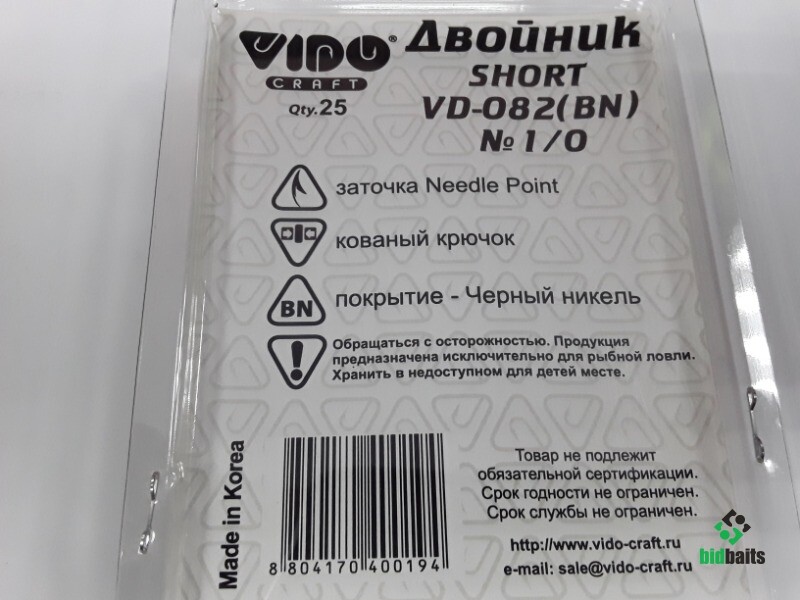 VIDO®
CRAFT
Qty.25
Двойник
SHORT
VD-082(BN)
№ 1/0
заточка Needle Point
кованый крючок
BN
покрытие - Черный никель
Обращаться с осторожностью. Продукция
предназначена исключительно для рыбной ловли.
Хранить в недоступном для детей месте.
Made in Korea
8 804170 400194
Товар не подлежит
обязательной сертификации.
Срок годности не ограничен.
Срок службы не ограничен.
http://www.vido-craft.ru
e-mail: sale@vido-craft.ru
bidbaits